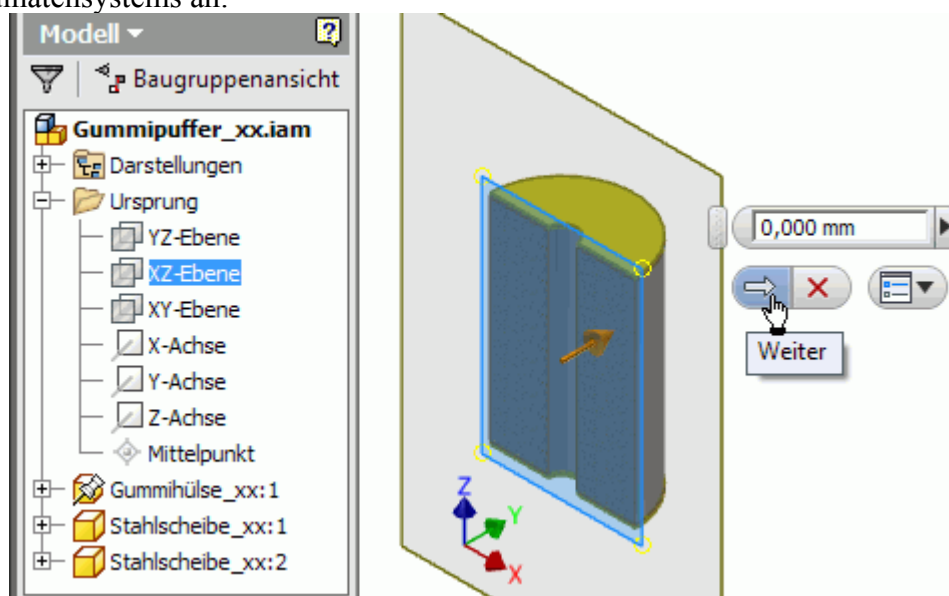 Modell
Baugruppenansicht
Gummipuffer_xx.iam
Darstellungen
Ursprung
YZ-Ebene
XZ-Ebene
XY-Ebene
X-Achse
Y-Achse
Z-Achse
Mittelpunkt
Gummihülse_xx:1
Stahlscheibe_xx:1
Stahlscheibe_xx:2
0,000 mm
Weiter
Z
Y
X